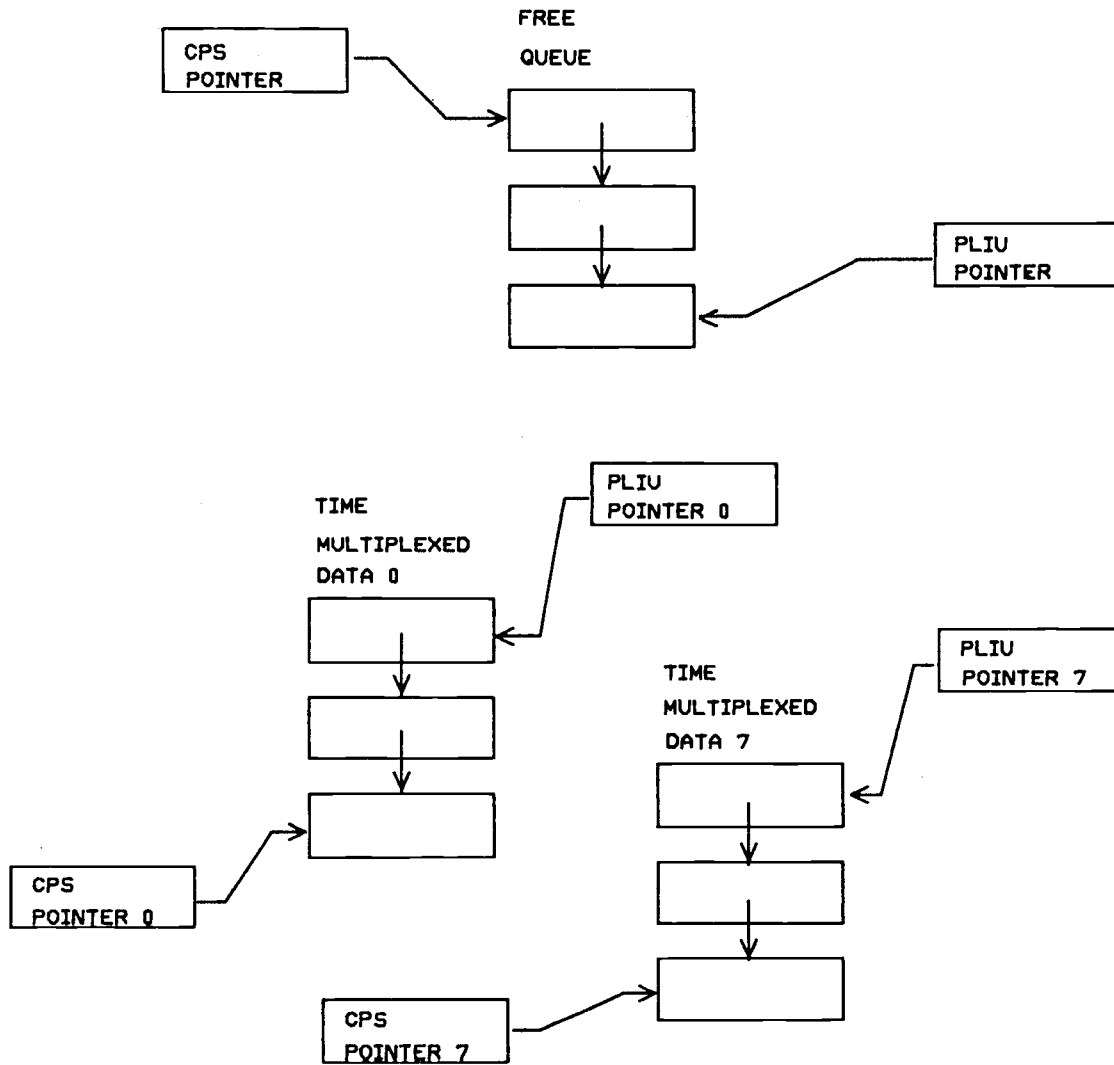 FREE
QUEUE
CPS
POINTER
PLIU
POINTER
PLIU
POINTER 0
TIME
MULTIPLEXED
DATA 0
PLIU
POINTER 7
TIME
MULTIPLEXED
DATA 7
CPS
POINTER 0
CPS
POINTER 7